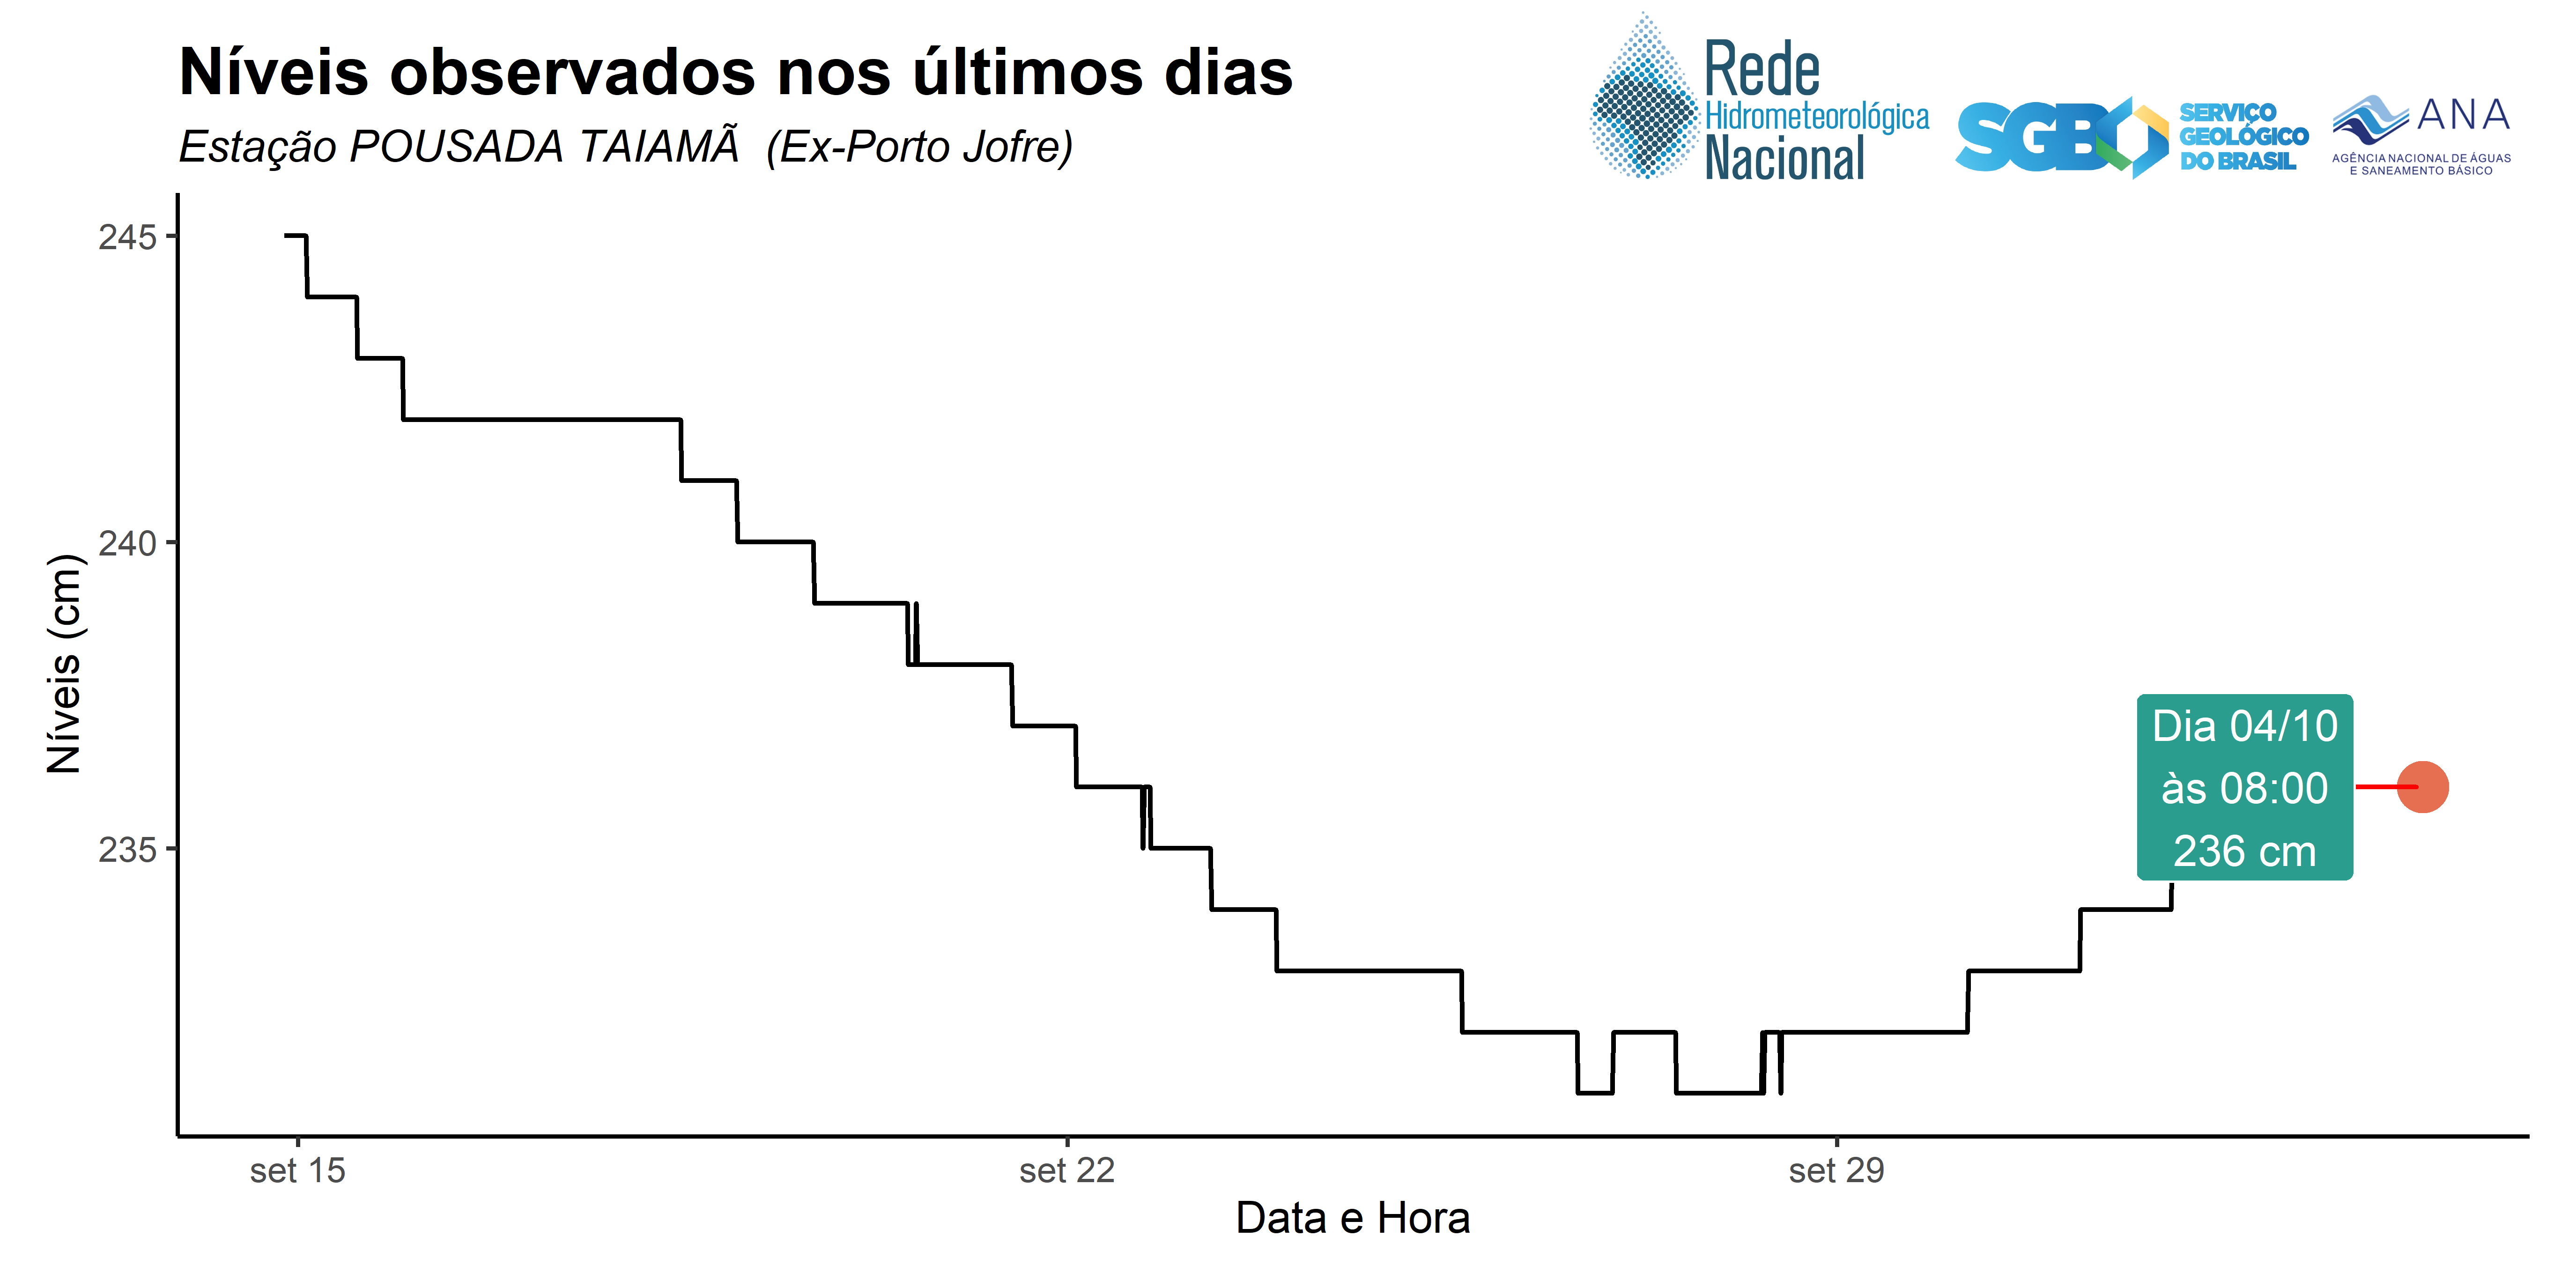 Níveis observados nos últimos dias
Estação POUSADA TAIAMÃ  (Ex-Porto Jofre)
Rede
Hidrometeorológica
Nacional
SGB
SERVIÇO
GEOLÓGICO
DO BRASIL
ANA
AGÊNCIA NACIONAL DE ÁGUAS
E SANEAMENTO BÁSICO
Níveis (cm)
245
240
235
Dia 04/10
às 08:00
236 cm
set 15
set 22
set 29
Data e Hora